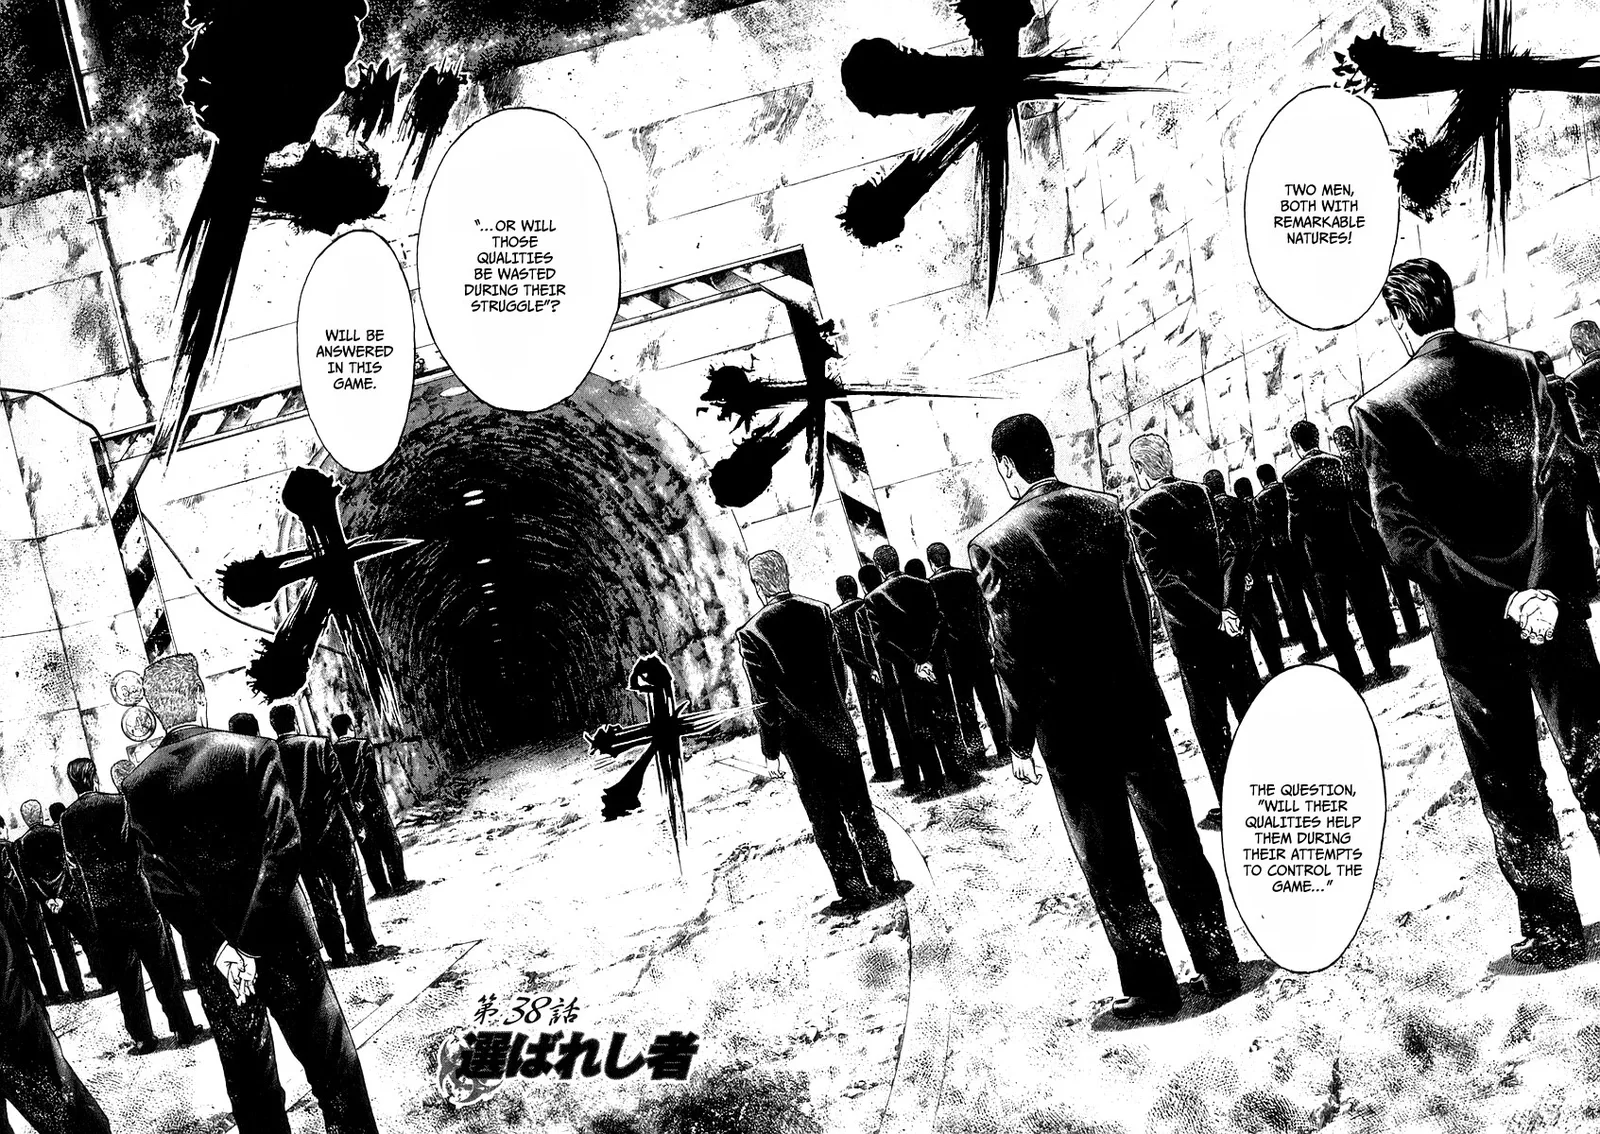 TWO MEN,
BOTH WITH
REMARKABLE
NATURES!
THE QUESTION,
"WILL THEIR
QUALITIES HELP
THEM DURING
THEIR ATTEMPTS
TO CONTROL THE
GAME..."
"...OR WILL
THOSE
QUALITIES
BE WASTED
DURING THEIR
STRUGGLE"?
WILL BE
ANSWERED
IN THIS
GAME.
第38話
選ばれし者